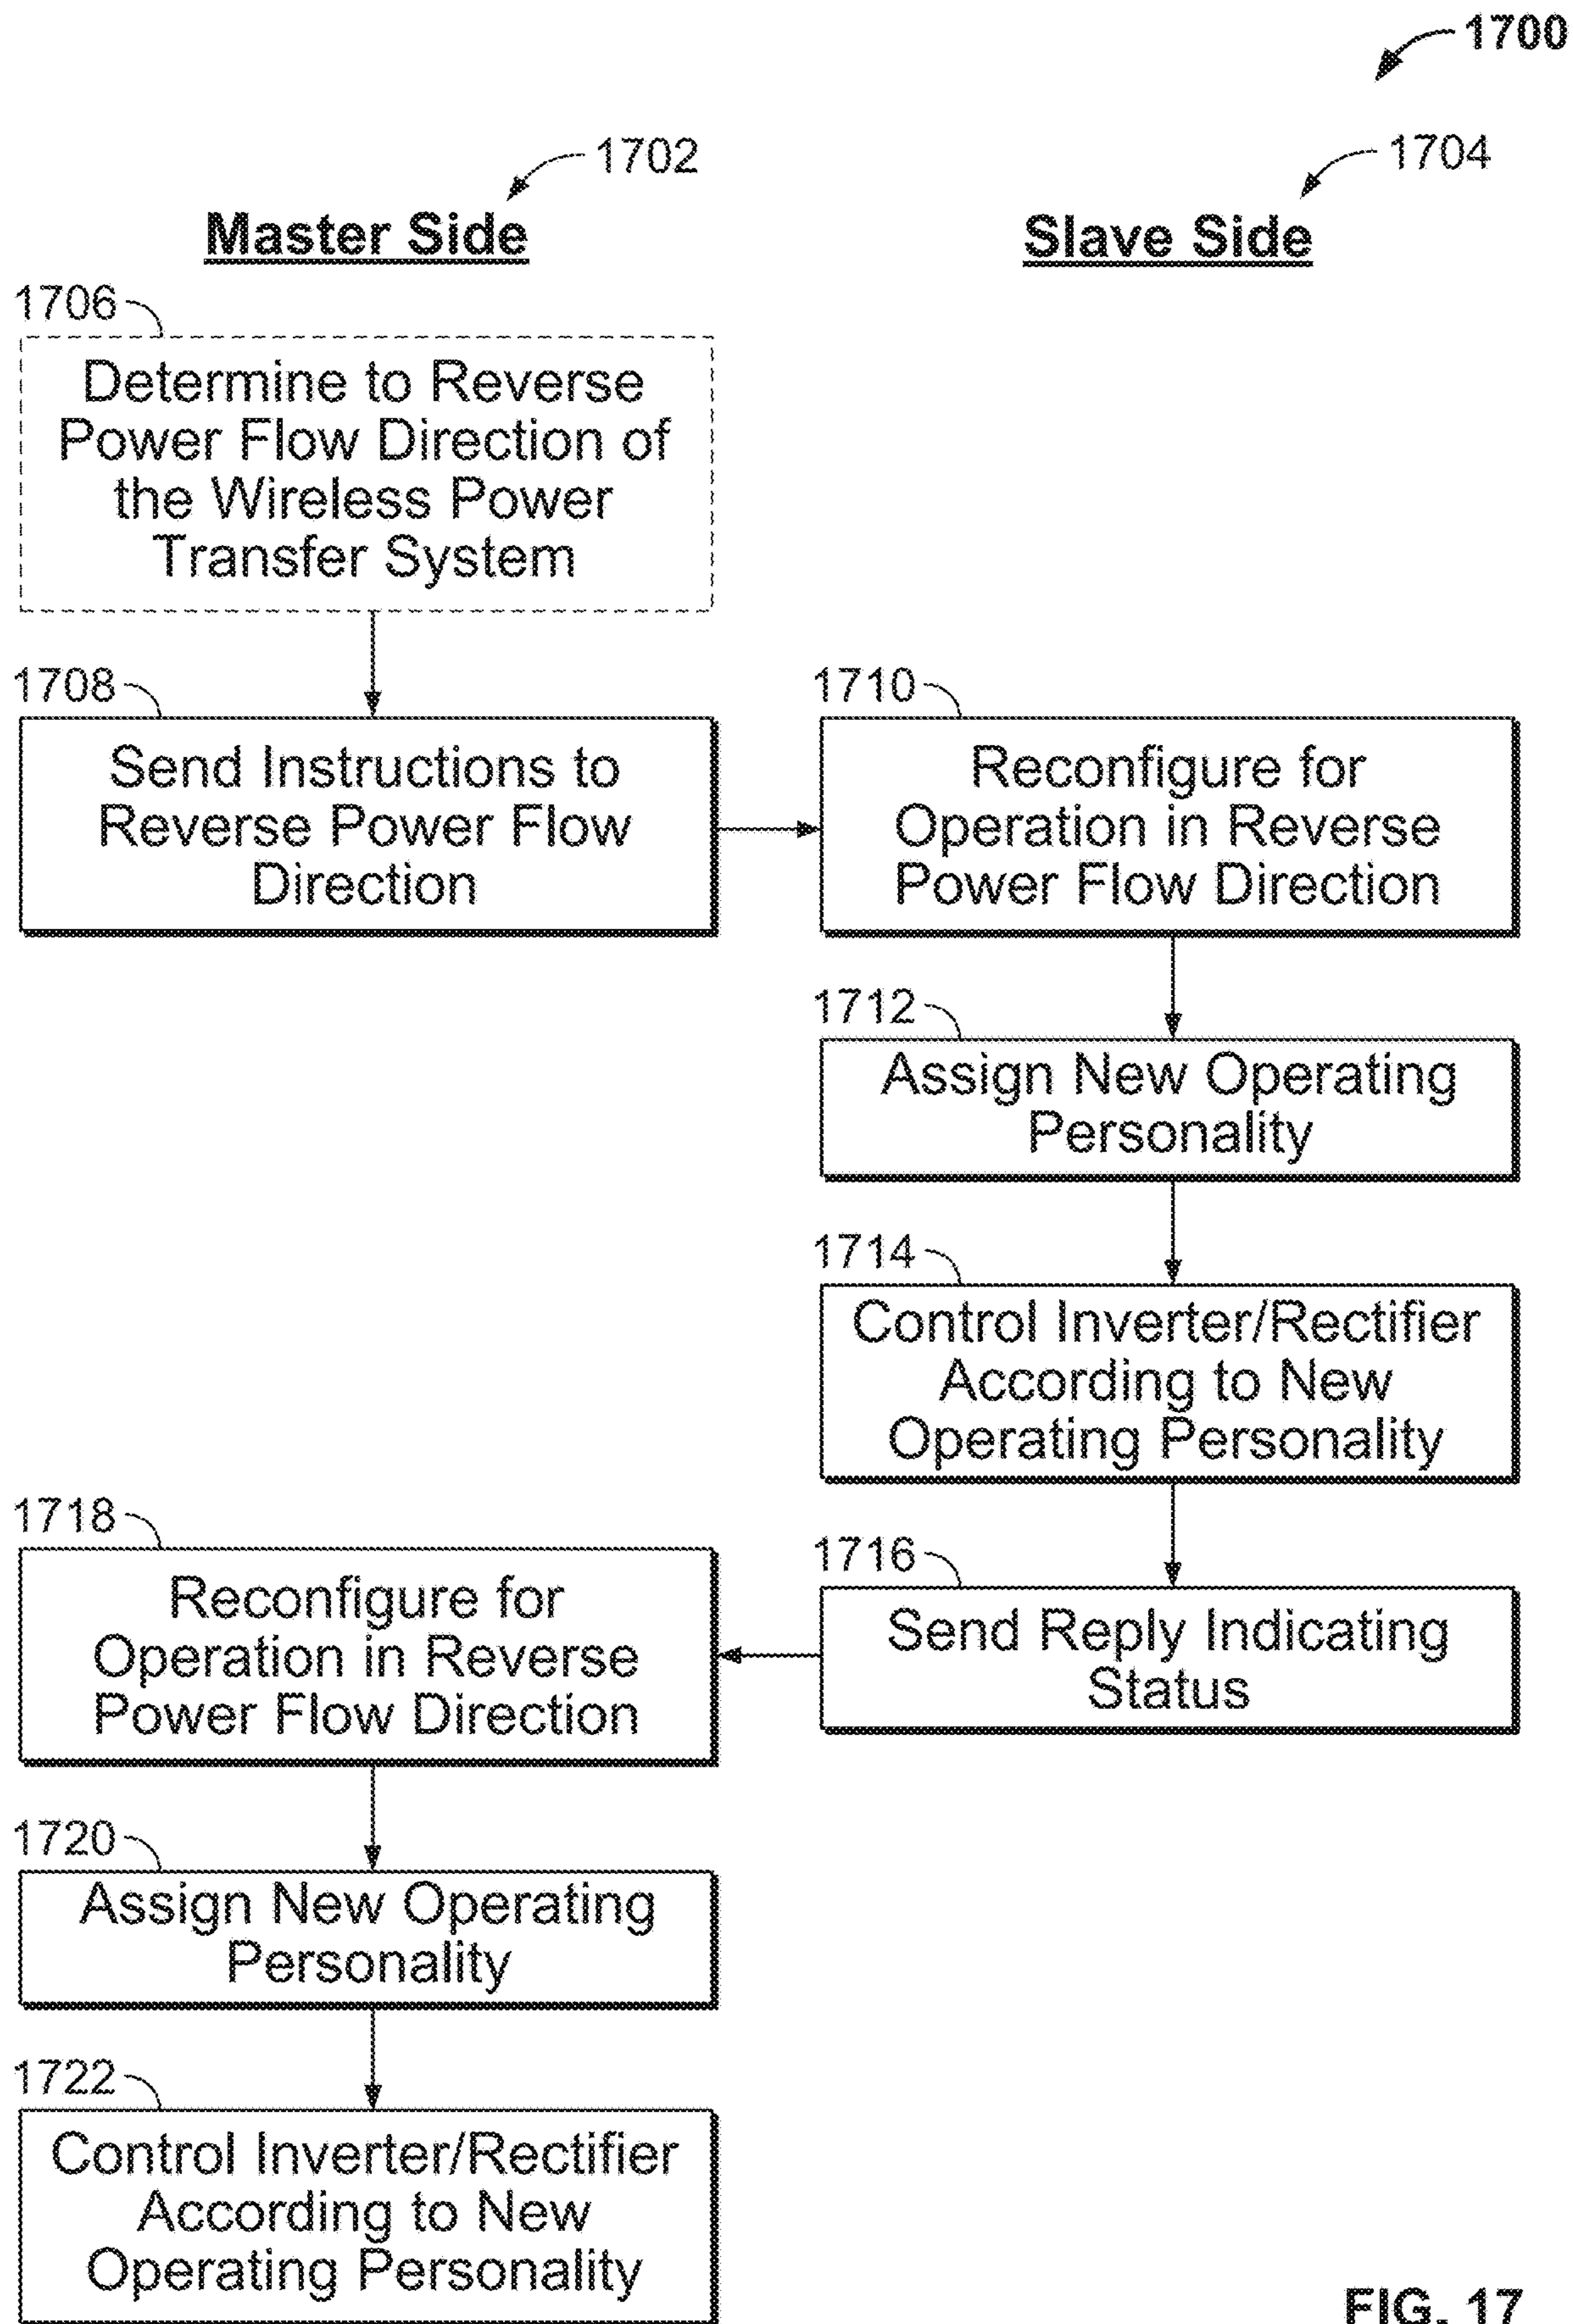 1700
1702
1704
Master Side
Slave Side
1706
Determine to Reverse
Power Flow Direction of
the Wireless Power
Transfer System
1708
Send Instructions to
Reverse Power Flow
Direction
1710
Reconfigure for
Operation in Reverse
Power Flow Direction
1712
Assign New Operating
Personality
1714
Control Inverter/Rectifier
According to New
Operating Personality
1716
Send Reply Indicating
Status
1718
Reconfigure for
Operation in Reverse
Power Flow Direction
1720
Assign New Operating
Personality
1722
Control Inverter/Rectifier
According to New
Operating Personality
FIG. 17